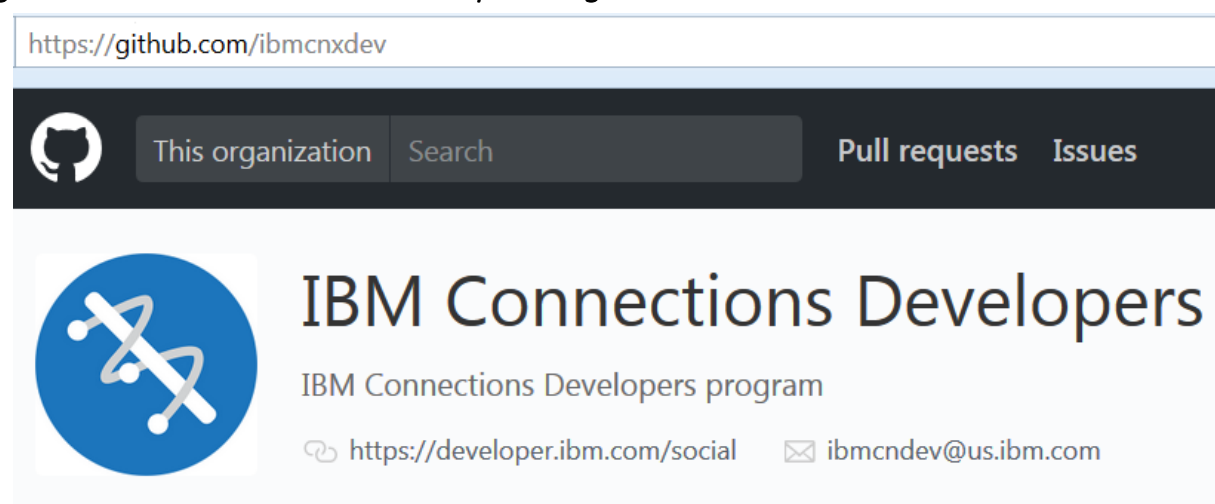 https://github.com/ibmcnxdev
This organization Search Pull requests Issues
IBM Connections Developers
IBM Connections Developers program
https://developer.ibm.com/social ibmcndev@us.ibm.com